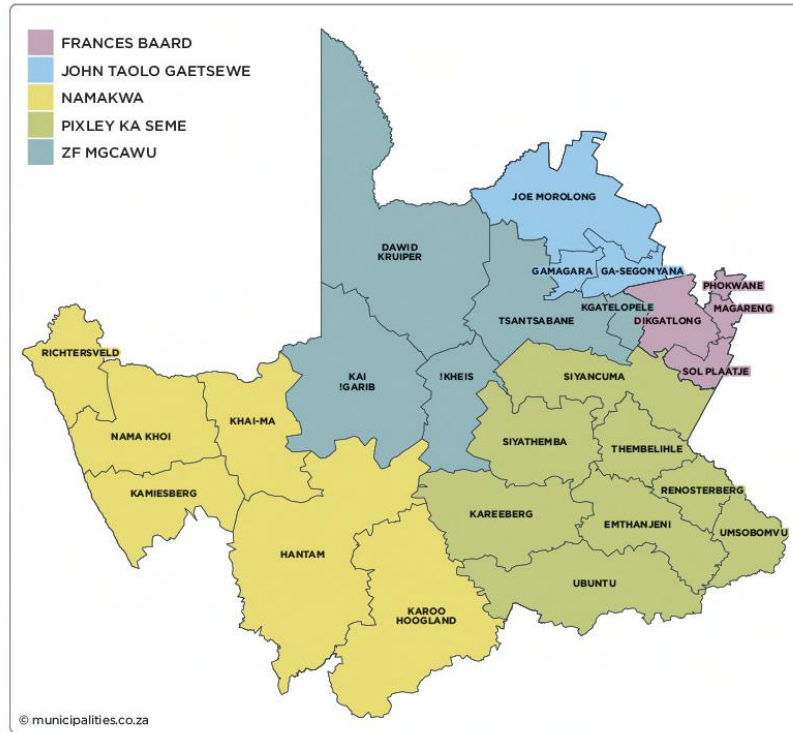 FRANCES BAARD
JOHN TAOLO GAETSEWE
NAMAKWA
PIXLEY KA SEME
ZF MGCAWU
JOE MOROLONG
DAWID
KRUIPER
GAMAGARA
GA-SEGONYANA
PHOKWANE
MAGARENG
KGATELOPELE
DIKGATLONG
TSANTSABANE
RICHTERSVELD
SOL PLAATJE
KAI
!GARIB
!KHEIS
SIYANCUMA
KHAI-MA
NAMA KHOI
SIYATHEMBA
THEMBELIHLE
KAMIESBERG
RENOSTERBERG
KAREEBERG
EMTHANJENI
UMSOBOMVU
HANTAM
UBUNTU
KAROO
HOOGLAND
© municipalities.co.za